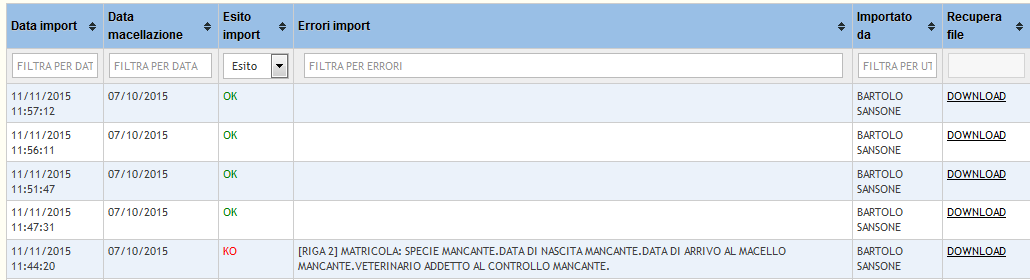 Data import Data macellazione Esito import Errori import Importato da Recupera file
FILTRA PER DAT FILTRA PER DATA Esito FILTRA PER ERRORI FILTRA PER UT
11/11/2015 11:57:12 07/10/2015 OK BARTOLO SANSONE DOWNLOAD
11/11/2015 11:56:11 07/10/2015 OK BARTOLO SANSONE DOWNLOAD
11/11/2015 11:51:47 07/10/2015 OK BARTOLO SANSONE DOWNLOAD
11/11/2015 11:47:31 07/10/2015 OK BARTOLO SANSONE DOWNLOAD
11/11/2015 11:44:20 07/10/2015 KO [RIGA 2] MATRICOLA: SPECIE MANCANTE.DATA DI NASCITA MANCANTE.DATA DI ARRIVO AL MACELLO MANCANTE.VETERINARIO ADDETTO AL CONTROLLO MANCANTE. BARTOLO SANSONE DOWNLOAD